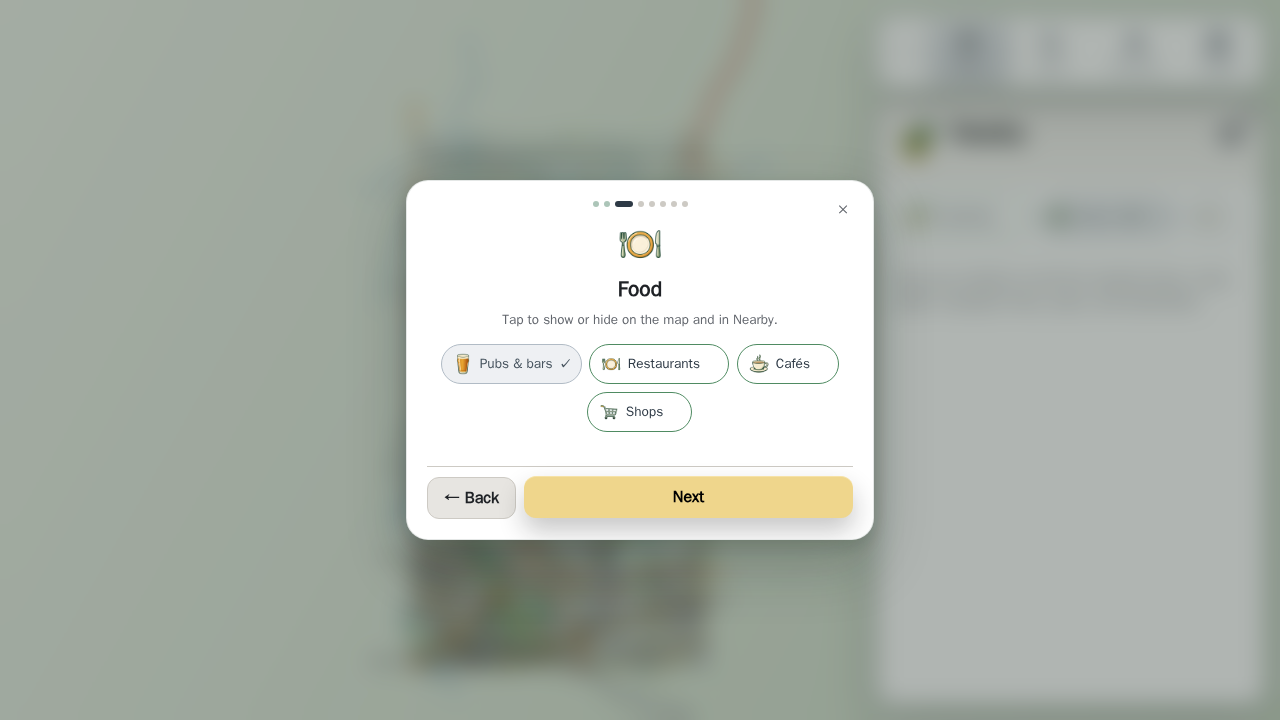 ×
Food
Tap to show or hide on the map and in Nearby.
Pubs & bars ✓
Restaurants
Cafés
Shops
← Back
Next